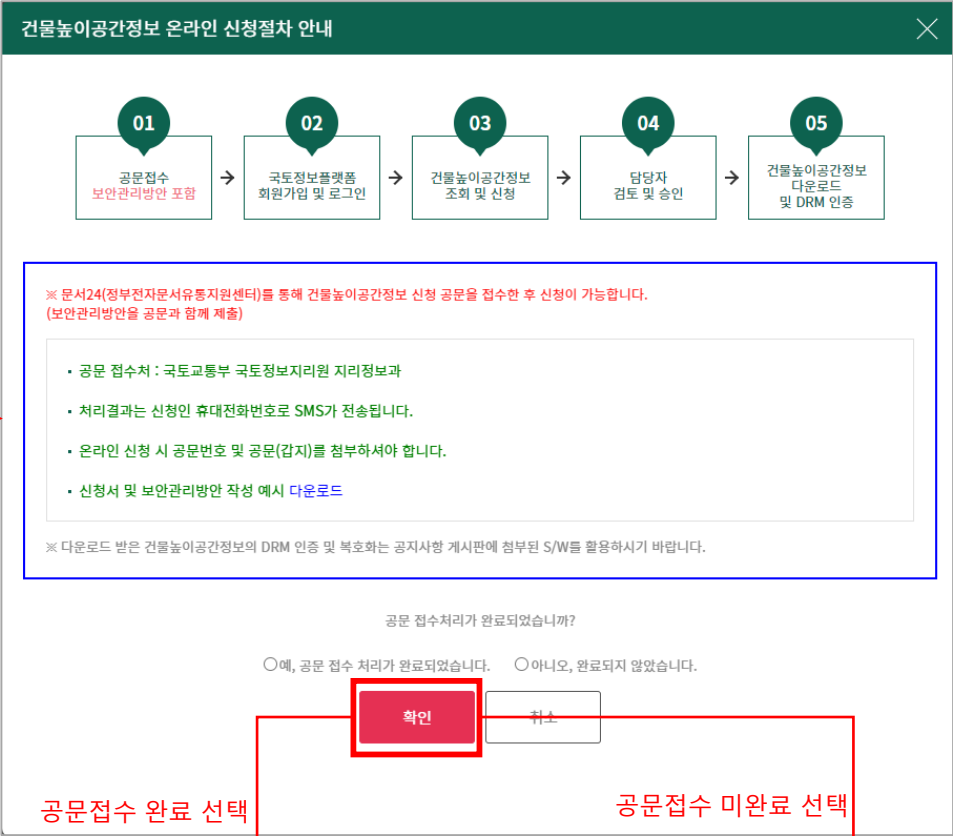 건물높이공간정보 온라인 신청절차 안내
01
02
03
04
05
공문접수
보안관리방안 포함
국토정보플랫폼
회원가입 및 로그인
건물높이공간정보
조회 및 신청
담당자
검토 및 승인
건물높이공간정보
다운로드
및 DRM 인증
※ 문서24(정부전자문서유통지원센터)를 통해 건물높이공간정보 신청 공문을 접수한 후 신청이 가능합니다.
(보안관리방안을 공문과 함께 제출)
• 공문 접수처 : 국토교통부 국토정보지리원 지리정보과
• 처리결과는 신청인 휴대전화번호로 SMS가 전송됩니다.
• 온라인 신청 시 공문번호 및 공문(갑지)를 첨부하셔야 합니다.
• 신청서 및 보안관리방안 작성 예시 다운로드
※ 다운로드 받은 건물높이공간정보의 DRM 인증 및 복호화는 공지사항 게시판에 첨부된 S/W를 활용하시기 바랍니다.
공문 접수처리가 완료되었습니까?
예, 공문 접수 처리가 완료되었습니다.
아니오, 완료되지 않았습니다.
확인
취소
공문접수 완료 선택
공문접수 미완료 선택